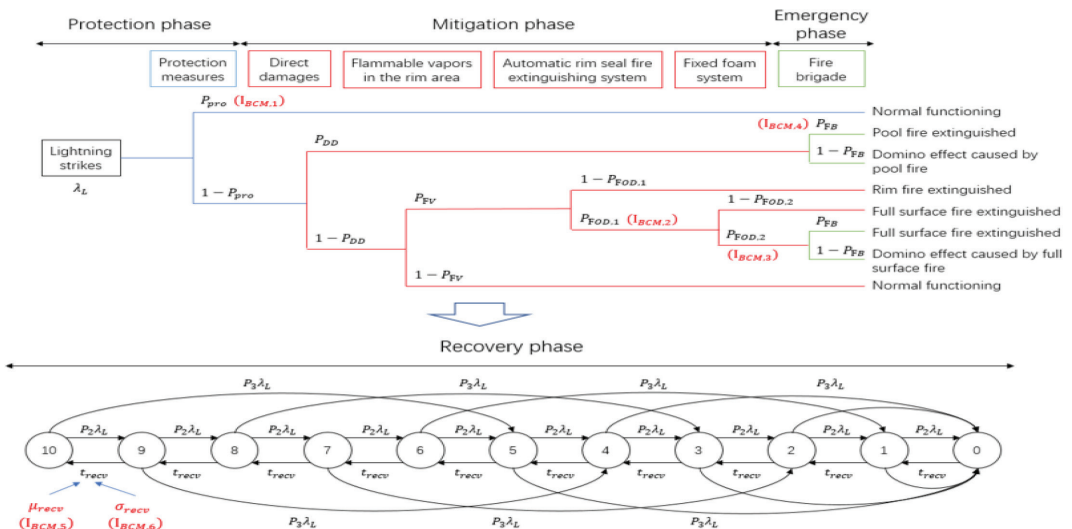 Protection phase
Mitigation phase
Emergency
phase
Protection
measures
Direct
damages
Flammable vapors
in the rim area
Automatic rim seal fire
extinguishing system
Fixed foam
system
Fire
brigade
P_pro (I_BCM,1)
Normal functioning
(I_BCM,4) P_FB
Pool fire extinguished
P_DD
Lightning
strikes
1 − P_FB
Domino effect caused by
pool fire
λ_L
1 − P_pro
1 − P_FOD,1
Rim fire extinguished
P_FV
1 − P_FOD,2
Full surface fire extinguished
P_FOD,1 (I_BCM,2)
P_FB
Full surface fire extinguished
1 − P_DD
P_FOD,2
(I_BCM,3)
1 − P_FB
Domino effect caused by full
surface fire
1 − P_FV
Normal functioning
Recovery phase
P_3λ_L P_3λ_L P_3λ_L P_3λ_L
P_2λ_L P_2λ_L P_2λ_L P_2λ_L P_2λ_L P_2λ_L P_2λ_L P_2λ_L P_2λ_L P_2λ_L
10 9 8 7 6 5 4 3 2 1 0
t_recv t_recv t_recv t_recv t_recv t_recv t_recv t_recv t_recv t_recv
μ_recv σ_recv
(I_BCM,5) (I_BCM,6)
P_3λ_L P_3λ_L P_3λ_L